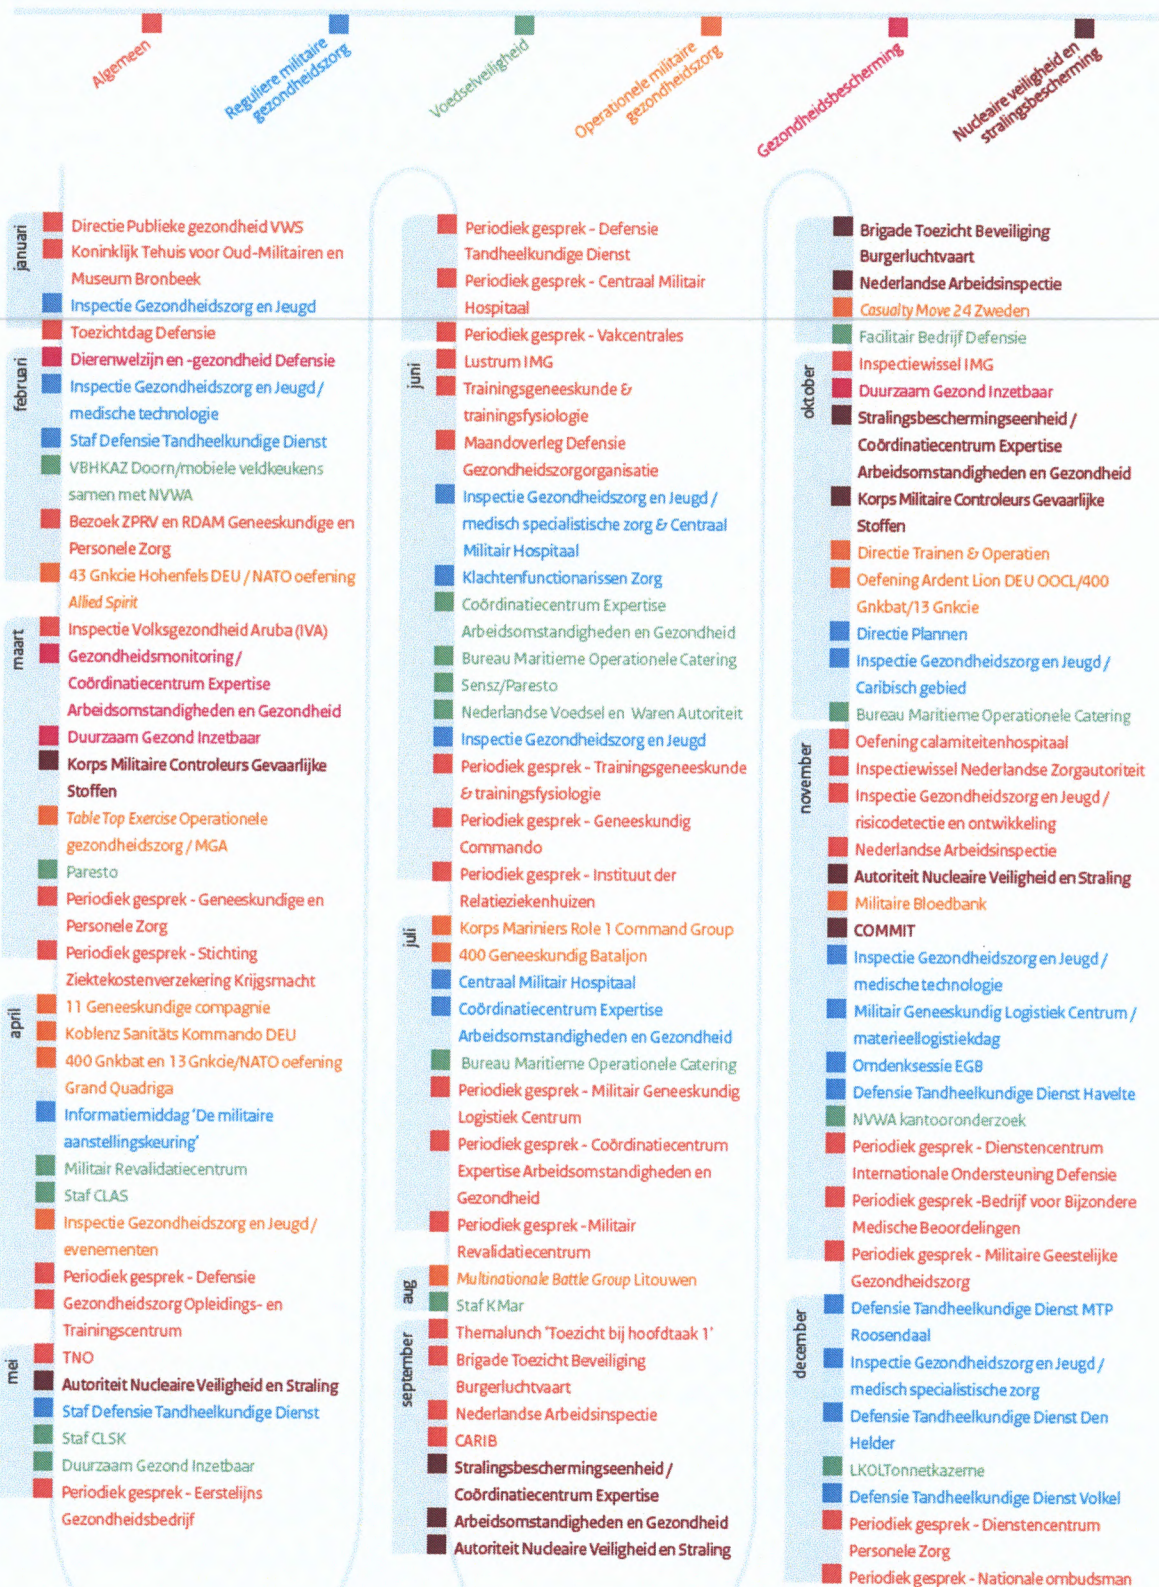 Algemeen
Reguliere militaire
gezondheidszorg
Voedselveiligheid
Operationele militaire
gezondheidszorg
Gezondheidsbescherming
Nucleaire veiligheid en
stralingsbescherming
januari
Directie Publieke gezondheid VWS
Koninklijk Tehuis voor Oud-Militairen en
Museum Bronbeek
Inspectie Gezondheidszorg en Jeugd
Toezichtdag Defensie
februari
Dierenwelzijn en -gezondheid Defensie
Inspectie Gezondheidszorg en Jeugd /
medische technologie
Staf Defensie Tandheelkundige Dienst
VBHKAZ Doorn/mobiele veldkeukens
samen met NVWA
Bezoek ZPRV en RDAM Geneeskundige en
Personele Zorg
43 Gnkcie Hohenfels DEU / NATO oefening
Allied Spirit
maart
Inspectie Volksgezondheid Aruba (IVA)
Gezondheidsmonitoring /
Coördinatiecentrum Expertise
Arbeidsomstandigheden en Gezondheid
Duurzaam Gezond Inzetbaar
Korps Militaire Controleurs Gevaarlijke
Stoffen
Table Top Exercise Operationele
gezondheidszorg / MGA
Paresto
Periodiek gesprek - Geneeskundige en
Personele Zorg
Periodiek gesprek - Stichting
Ziektekostenverzekering Krijgsmacht
april
11 Geneeskundige compagnie
Koblenz Sanitäts Kommando DEU
400 Gnkbat en 13 Gnkcie/NATO oefening
Grand Quadriga
Informatiemiddag 'De militaire
aanstellingskeuring'
Militair Revalidatiecentrum
Staf CLAS
Inspectie Gezondheidszorg en Jeugd /
evenementen
Periodiek gesprek - Defensie
Gezondheidszorg Opleidings- en
Trainingscentrum
mei
TNO
Autoriteit Nucleaire Veiligheid en Straling
Staf Defensie Tandheelkundige Dienst
Staf CLSK
Duurzaam Gezond Inzetbaar
Periodiek gesprek - Eerstelijns
Gezondheidsbedrijf
Periodiek gesprek - Defensie
Tandheelkundige Dienst
Periodiek gesprek - Centraal Militair
Hospitaal
Periodiek gesprek - Vakcentrales
juni
Lustrum IMG
Trainingsgeneeskunde &
trainingsfysiologie
Maandoverleg Defensie
Gezondheidszorgorganisatie
Inspectie Gezondheidszorg en Jeugd /
medisch specialistische zorg & Centraal
Militair Hospitaal
Klachtenfunctionarissen Zorg
Coördinatiecentrum Expertise
Arbeidsomstandigheden en Gezondheid
Bureau Maritieme Operationele Catering
Sensz/Paresto
Nederlandse Voedsel en Waren Autoriteit
Inspectie Gezondheidszorg en Jeugd
Periodiek gesprek - Trainingsgeneeskunde
& trainingsfysiologie
Periodiek gesprek - Geneeskundig
Commando
Periodiek gesprek - Instituut der
Relatieziekenhuizen
juli
Korps Mariniers Role 1 Command Group
400 Geneeskundig Bataljon
Centraal Militair Hospitaal
Coördinatiecentrum Expertise
Arbeidsomstandigheden en Gezondheid
Bureau Maritieme Operationele Catering
Periodiek gesprek - Militair Geneeskundig
Logistiek Centrum
Periodiek gesprek - Coördinatiecentrum
Expertise Arbeidsomstandigheden en
Gezondheid
Periodiek gesprek - Militair
Revalidatiecentrum
aug
Multinationale Battle Group Litouwen
Staf KMar
september
Themalunch 'Toezicht bij hoofdtaak 1'
Brigade Toezicht Beveiliging
Burgerluchtvaart
Nederlandse Arbeidsinspectie
CARIB
Stralingsbeschermingseenheid /
Coördinatiecentrum Expertise
Arbeidsomstandigheden en Gezondheid
Autoriteit Nucleaire Veiligheid en Straling
Brigade Toezicht Beveiliging
Burgerluchtvaart
Nederlandse Arbeidsinspectie
Casualty Move 24 Zweden
Facilitair Bedrijf Defensie
oktober
Inspectiewissel IMG
Duurzaam Gezond Inzetbaar
Stralingsbeschermingseenheid /
Coördinatiecentrum Expertise
Arbeidsomstandigheden en Gezondheid
Korps Militaire Controleurs Gevaarlijke
Stoffen
Directie Trainen & Operatien
Oefening Ardent Lion DEU OOCL/400
Gnkbat/13 Gnkcie
Directie Plannen
Inspectie Gezondheidszorg en Jeugd /
Caribisch gebied
Bureau Maritieme Operationele Catering
november
Oefening calamiteitenhospitaal
Inspectiewissel Nederlandse Zorgautoriteit
Inspectie Gezondheidszorg en Jeugd /
risicodetectie en ontwikkeling
Nederlandse Arbeidsinspectie
Autoriteit Nucleaire Veiligheid en Straling
Militaire Bloedbank
COMMIT
Inspectie Gezondheidszorg en Jeugd /
medische technologie
Militair Geneeskundig Logistiek Centrum /
materieellogistiekdag
Omdenksessie EGB
Defensie Tandheelkundige Dienst Havelte
NVWA kantooronderzoek
Periodiek gesprek - Dienstencentrum
Internationale Ondersteuning Defensie
Periodiek gesprek -Bedrijf voor Bijzondere
Medische Beoordelingen
Periodiek gesprek - Militaire Geestelijke
Gezondheidszorg
december
Defensie Tandheelkundige Dienst MTP
Roosendaal
Inspectie Gezondheidszorg en Jeugd /
medisch specialistische zorg
Defensie Tandheelkundige Dienst Den
Helder
LKOLTonnetkazerne
Defensie Tandheelkundige Dienst Volkel
Periodiek gesprek - Dienstencentrum
Personele Zorg
Periodiek gesprek - Nationale ombudsman